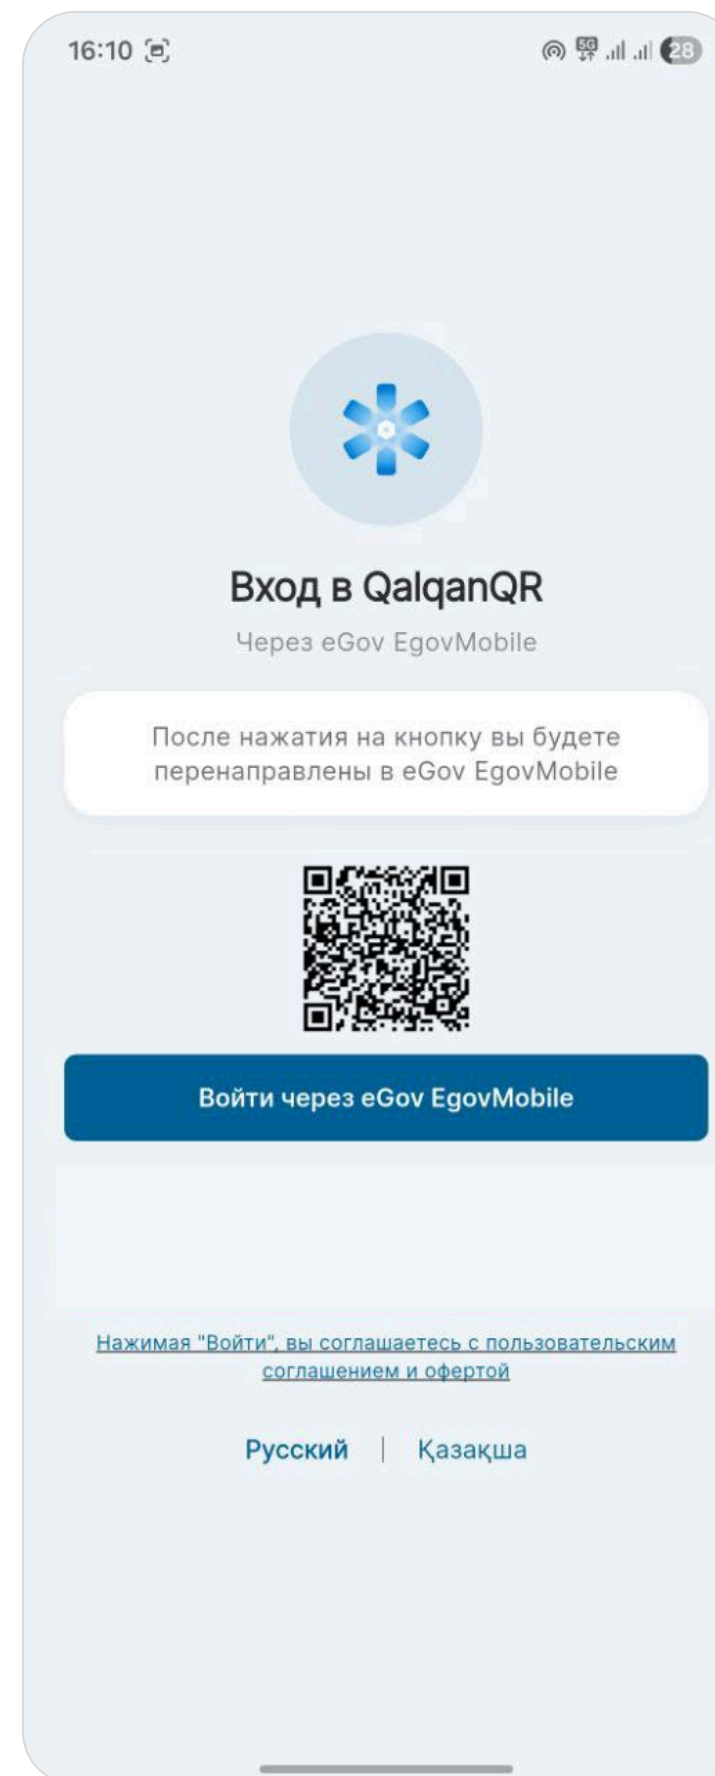 16:10
5G
28
Вход в QalqanQR
Через eGov EgovMobile
После нажатия на кнопку вы будете
перенаправлены в eGov EgovMobile
Войти через eGov EgovMobile
Нажимая "Войти", вы соглашаетесь с пользовательским
соглашением и офертой
Русский | Қазақша